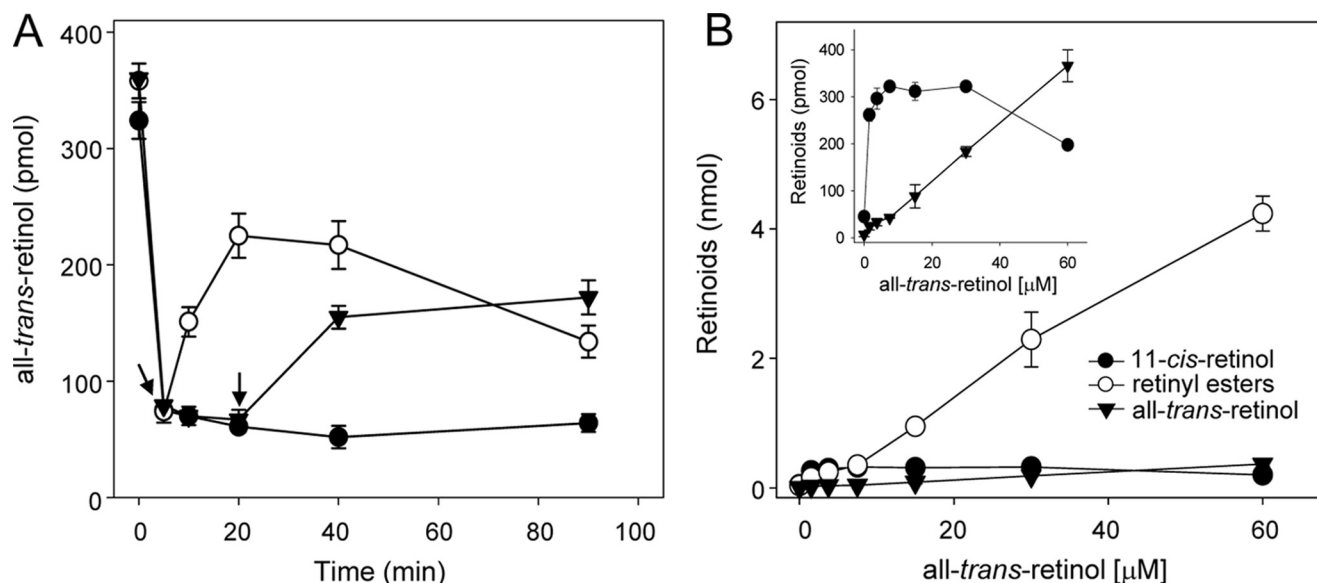 A
400
300
200
100
0
all-trans-retinol (pmol)
0 20 40 60 80 100
Time (min)
B
6
4
2
0
Retinoids (nmol)
0 20 40 60
all-trans-retinol [μM]
400
300
200
100
0
Retinoids (pmol)
0 20 40 60
all-trans-retinol [μM]
11-cis-retinol
retinyl esters
all-trans-retinol